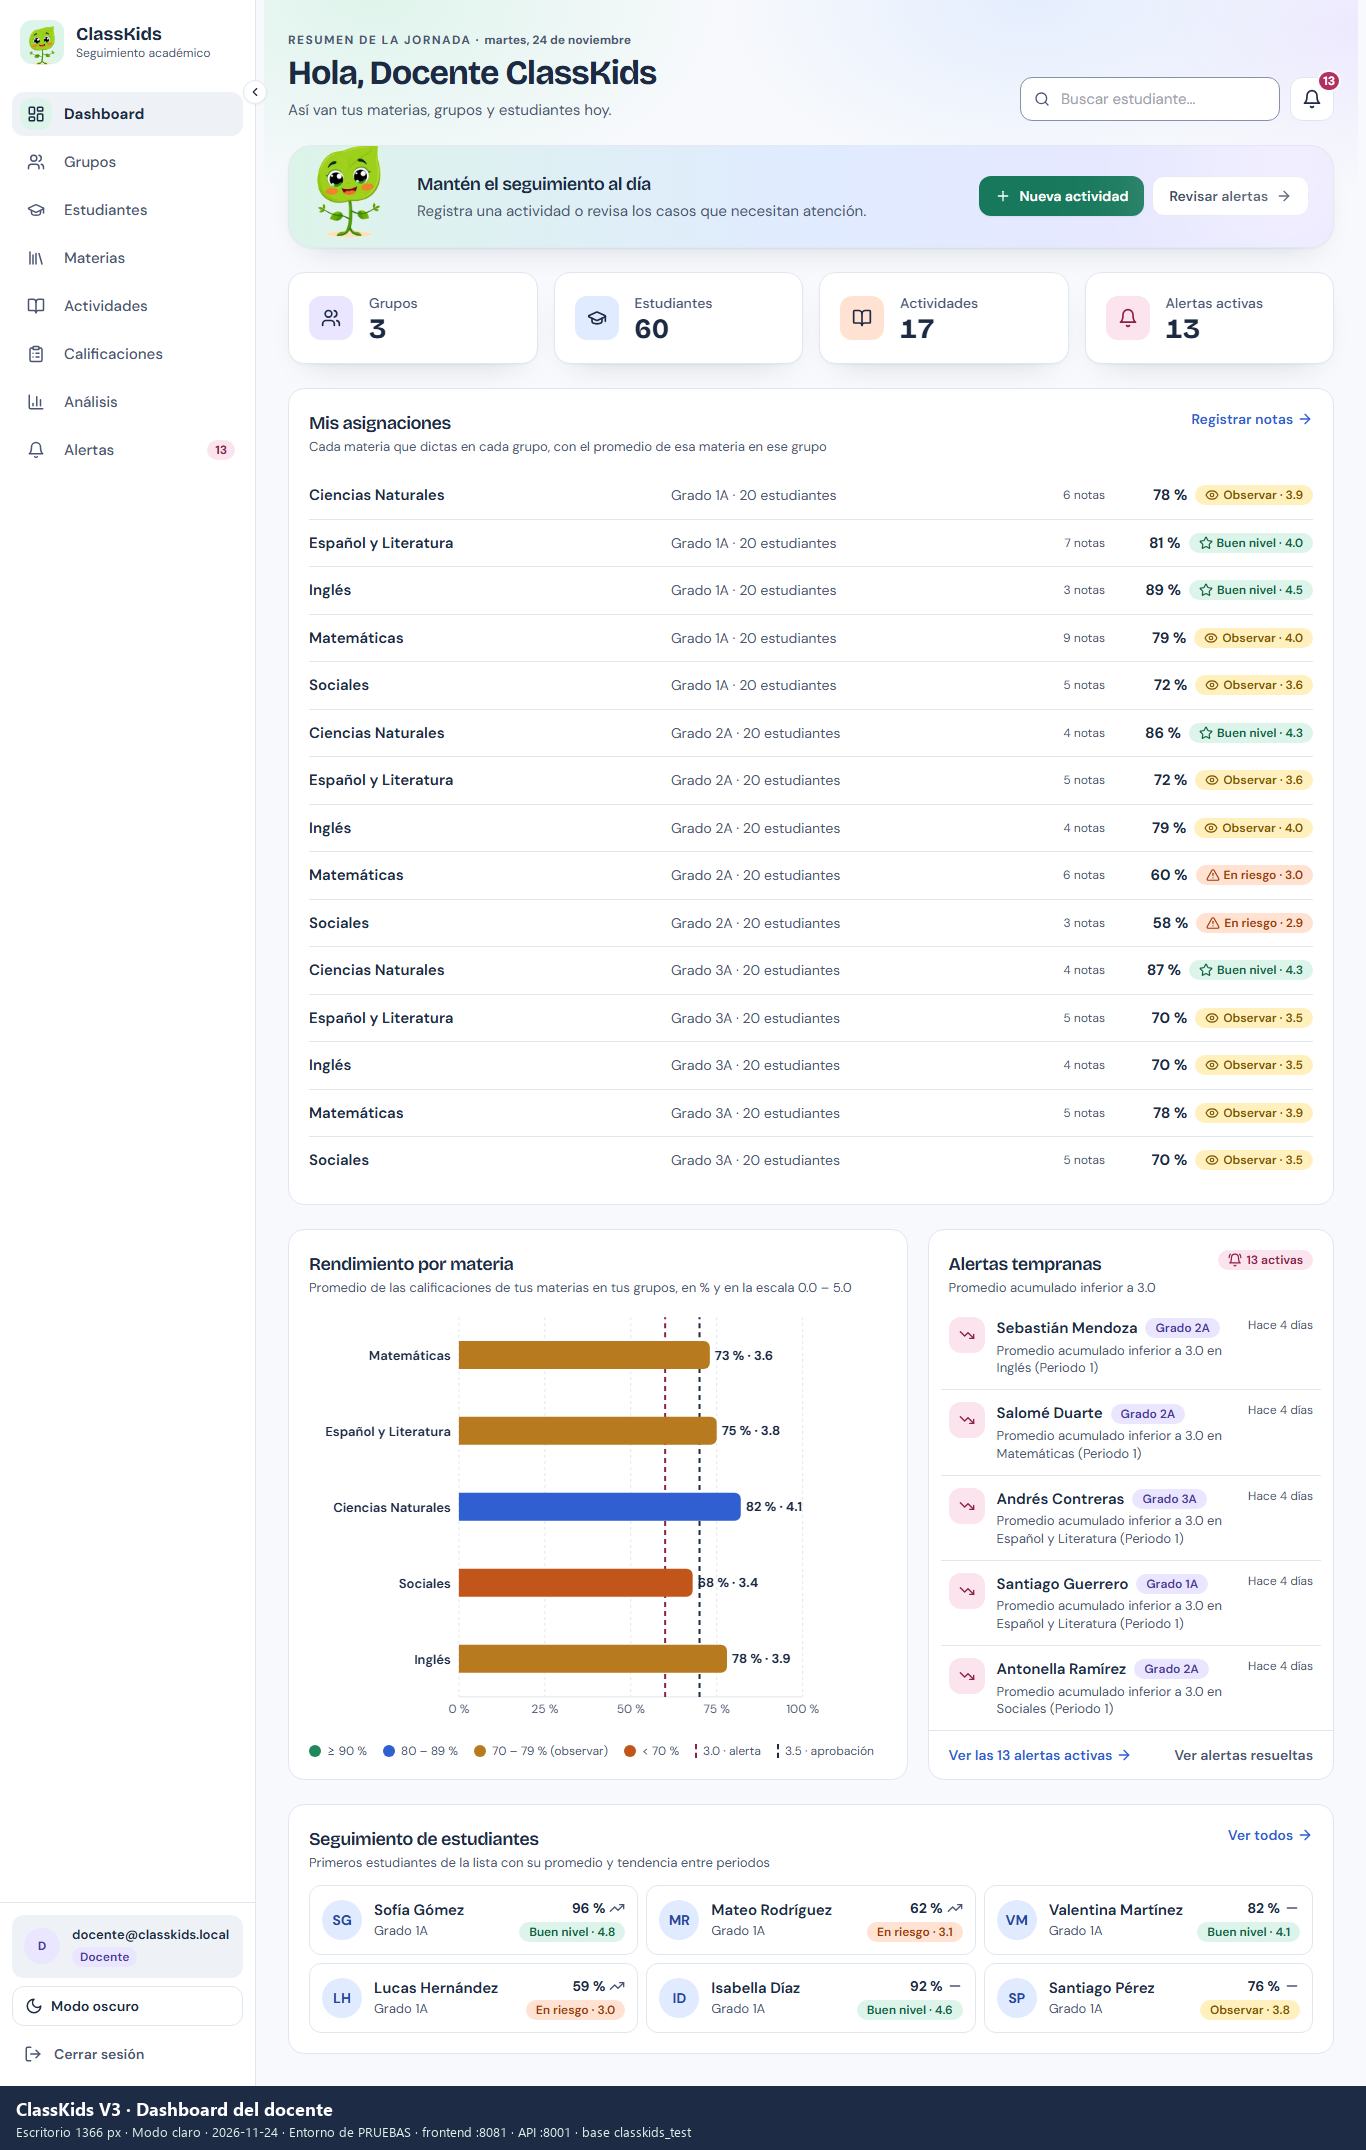 ClassKids
Seguimiento académico
Dashboard
Grupos
Estudiantes
Materias
Actividades
Calificaciones
Análisis
Alertas 13
RESUMEN DE LA JORNADA · martes, 24 de noviembre
Hola, Docente ClassKids
Así van tus materias, grupos y estudiantes hoy.
Buscar estudiante...
13
Mantén el seguimiento al día
Registra una actividad o revisa los casos que necesitan atención.
Nueva actividad
Revisar alertas
Grupos
3
Estudiantes
60
Actividades
17
Alertas activas
13
Mis asignaciones
Registrar notas
Cada materia que dictas en cada grupo, con el promedio de esa materia en ese grupo
Ciencias Naturales Grado 1A · 20 estudiantes 6 notas 78 % Observar · 3.9
Español y Literatura Grado 1A · 20 estudiantes 7 notas 81 % Buen nivel · 4.0
Inglés Grado 1A · 20 estudiantes 3 notas 89 % Buen nivel · 4.5
Matemáticas Grado 1A · 20 estudiantes 9 notas 79 % Observar · 4.0
Sociales Grado 1A · 20 estudiantes 5 notas 72 % Observar · 3.6
Ciencias Naturales Grado 2A · 20 estudiantes 4 notas 86 % Buen nivel · 4.3
Español y Literatura Grado 2A · 20 estudiantes 5 notas 72 % Observar · 3.6
Inglés Grado 2A · 20 estudiantes 4 notas 79 % Observar · 4.0
Matemáticas Grado 2A · 20 estudiantes 6 notas 60 % En riesgo · 3.0
Sociales Grado 2A · 20 estudiantes 3 notas 58 % En riesgo · 2.9
Ciencias Naturales Grado 3A · 20 estudiantes 4 notas 87 % Buen nivel · 4.3
Español y Literatura Grado 3A · 20 estudiantes 5 notas 70 % Observar · 3.5
Inglés Grado 3A · 20 estudiantes 4 notas 70 % Observar · 3.5
Matemáticas Grado 3A · 20 estudiantes 5 notas 78 % Observar · 3.9
Sociales Grado 3A · 20 estudiantes 5 notas 70 % Observar · 3.5
Rendimiento por materia
Promedio de las calificaciones de tus materias en tus grupos, en % y en la escala 0.0 – 5.0
Matemáticas 73 % · 3.6
Español y Literatura 75 % · 3.8
Ciencias Naturales 82 % · 4.1
Sociales 68 % · 3.4
Inglés 78 % · 3.9
0 % 25 % 50 % 75 % 100 %
≥ 90 % 80 – 89 % 70 – 79 % (observar) < 70 % 3.0 · alerta 3.5 · aprobación
Alertas tempranas
13 activas
Promedio acumulado inferior a 3.0
Sebastián Mendoza Grado 2A Hace 4 días
Promedio acumulado inferior a 3.0 en
Inglés (Periodo 1)
Salomé Duarte Grado 2A Hace 4 días
Promedio acumulado inferior a 3.0 en
Matemáticas (Periodo 1)
Andrés Contreras Grado 3A Hace 4 días
Promedio acumulado inferior a 3.0 en
Español y Literatura (Periodo 1)
Santiago Guerrero Grado 1A Hace 4 días
Promedio acumulado inferior a 3.0 en
Español y Literatura (Periodo 1)
Antonella Ramírez Grado 2A Hace 4 días
Promedio acumulado inferior a 3.0 en
Sociales (Periodo 1)
Ver las 13 alertas activas
Ver alertas resueltas
Seguimiento de estudiantes
Ver todos
Primeros estudiantes de la lista con su promedio y tendencia entre periodos
SG Sofía Gómez 96 %
Grado 1A Buen nivel · 4.8
MR Mateo Rodríguez 62 %
Grado 1A En riesgo · 3.1
VM Valentina Martínez 82 %
Grado 1A Buen nivel · 4.1
LH Lucas Hernández 59 %
Grado 1A En riesgo · 3.0
ID Isabella Díaz 92 %
Grado 1A Buen nivel · 4.6
SP Santiago Pérez 76 %
Grado 1A Observar · 3.8
D docente@classkids.local
Docente
Modo oscuro
Cerrar sesión
ClassKids V3 · Dashboard del docente
Escritorio 1366 px · Modo claro · 2026-11-24 · Entorno de PRUEBAS · frontend :8081 · API :8001 · base classkids_test